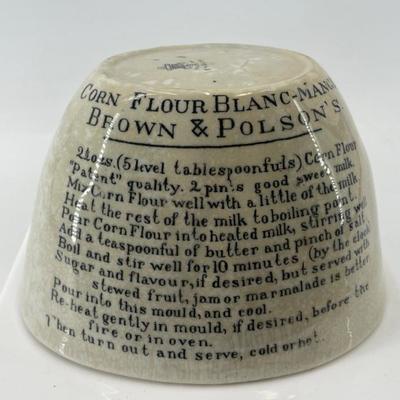 CORN FLOUR BLANC-MANG
BROWN & POLSON'S.
2½ozs. (5 level tablespoonfuls) Corn Flour
"Patent" quality. 2 pints good sweet milk.
Mix Corn Flour well with a little of the milk.
Heat the rest of the milk to boiling point.
Pour Corn Flour into heated milk, stirring well
Add a teaspoonful of butter and pinch of salt
Boil and stir well for 10 minutes (by the clock
Sugar and flavour, if desired, but served with
stewed fruit, jam or marmalade is better
Pour into this mould, and cool.
Re-heat gently in mould, if desired, before the
fire or in oven.
Then turn out and serve, cold or hot.